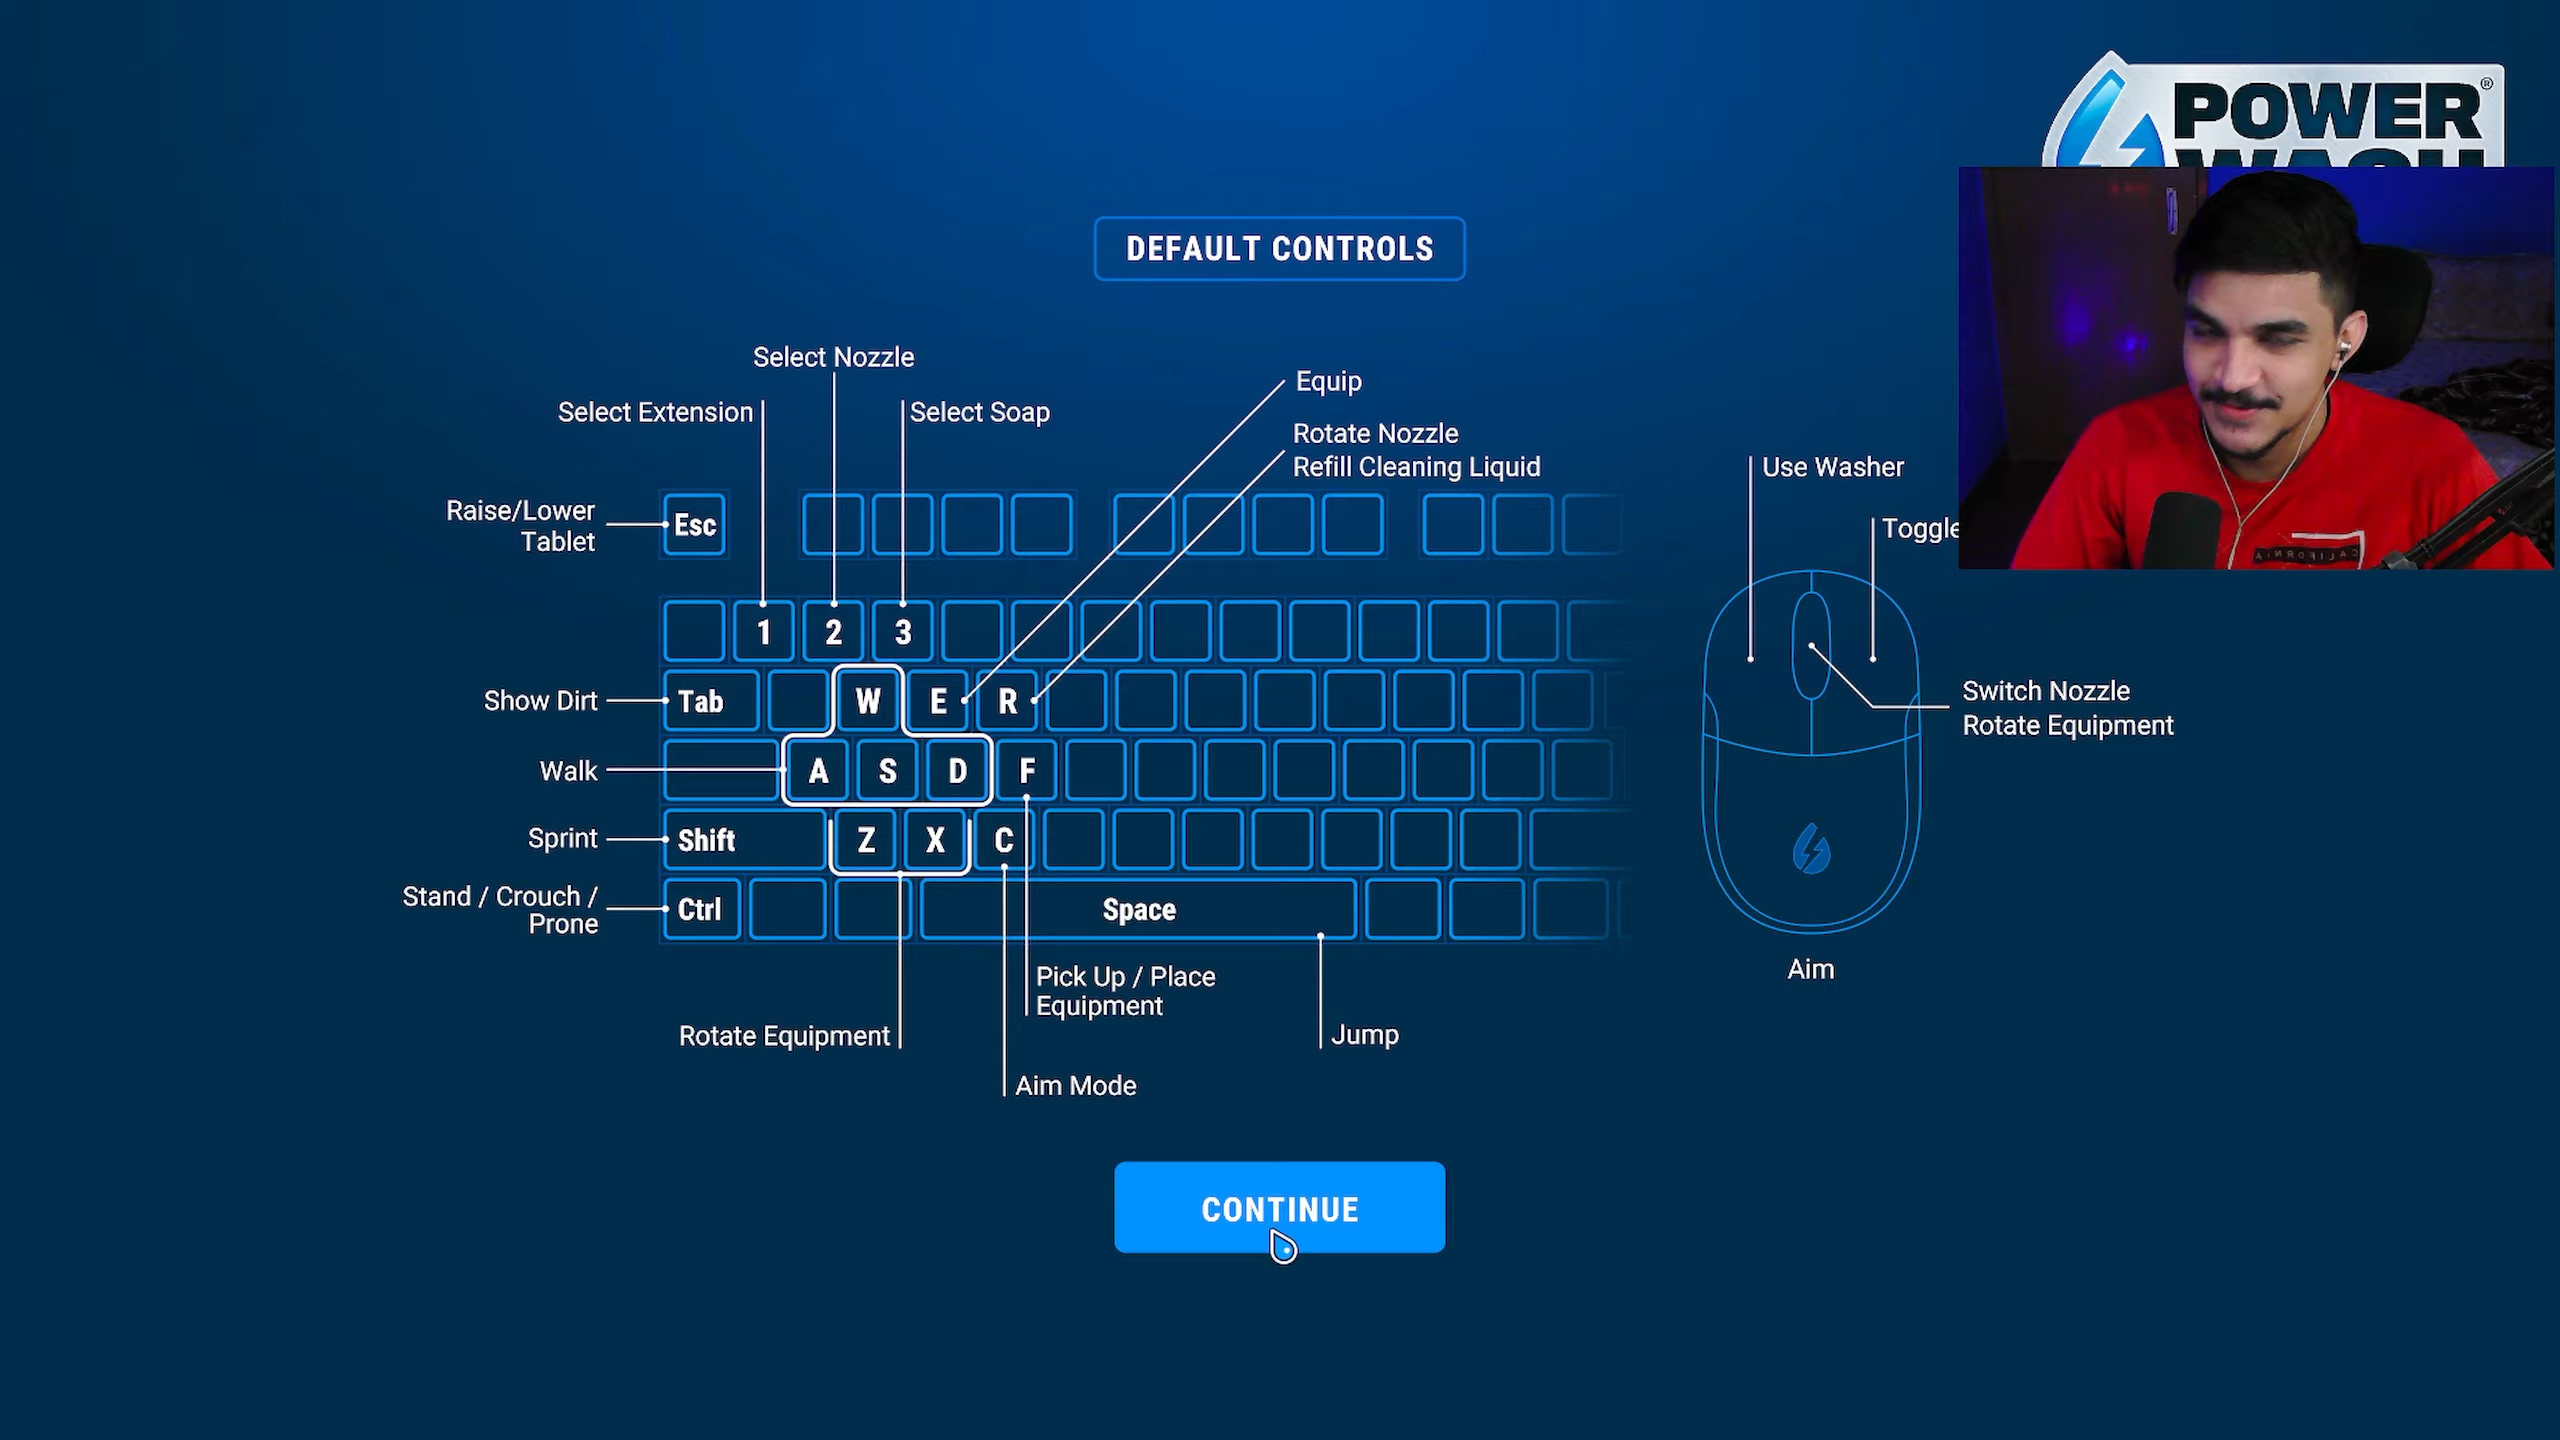 POWER
DEFAULT CONTROLS
Select Nozzle
Select Extension
Select Soap
Equip
Rotate Nozzle
Refill Cleaning Liquid
Use Washer
Raise/Lower
Tablet
Esc
Toggle
1
2
3
Show Dirt
Tab
W
E
R
Switch Nozzle
Rotate Equipment
Walk
A
S
D
F
Sprint
Shift
Z
X
C
Stand / Crouch /
Prone
Ctrl
Space
Aim
Pick Up / Place
Equipment
Rotate Equipment
Jump
Aim Mode
CONTINUE